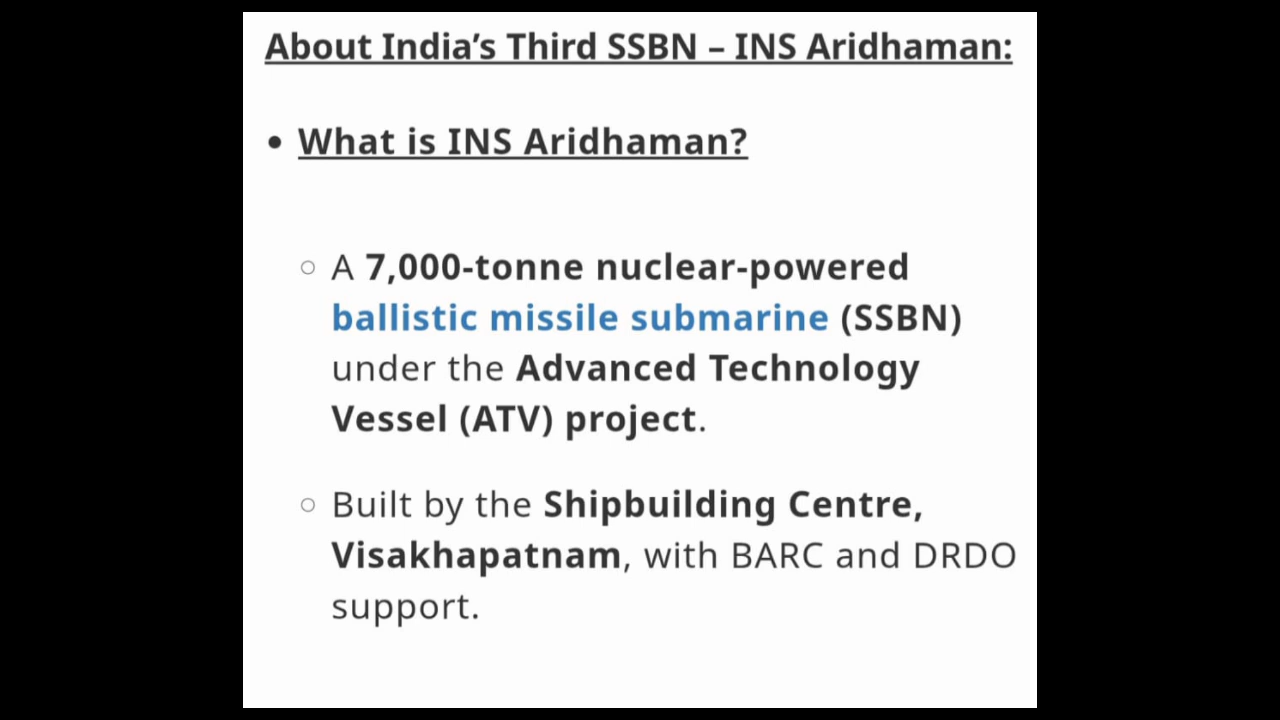 About India’s Third SSBN – INS Aridhaman:
• What is INS Aridhaman?
○ A 7,000-tonne nuclear-powered
ballistic missile submarine (SSBN)
under the Advanced Technology
Vessel (ATV) project.
○ Built by the Shipbuilding Centre,
Visakhapatnam, with BARC and DRDO
support.